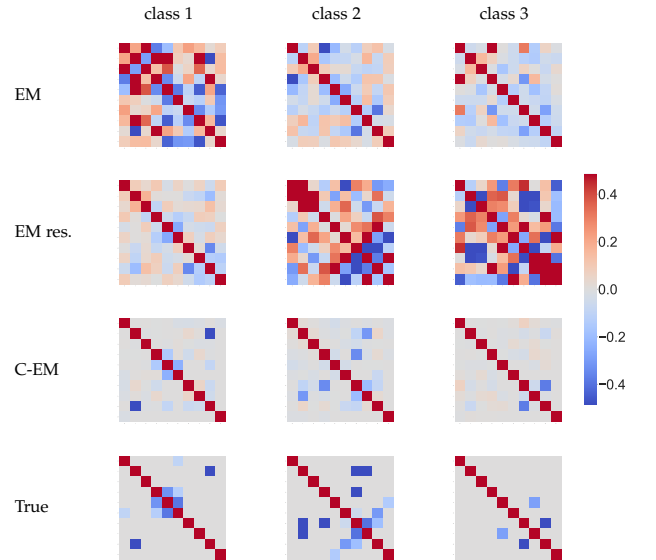 class 1 class 2 class 3
EM
EM res.
0.4
0.2
0.0
−0.2
−0.4
C-EM
True